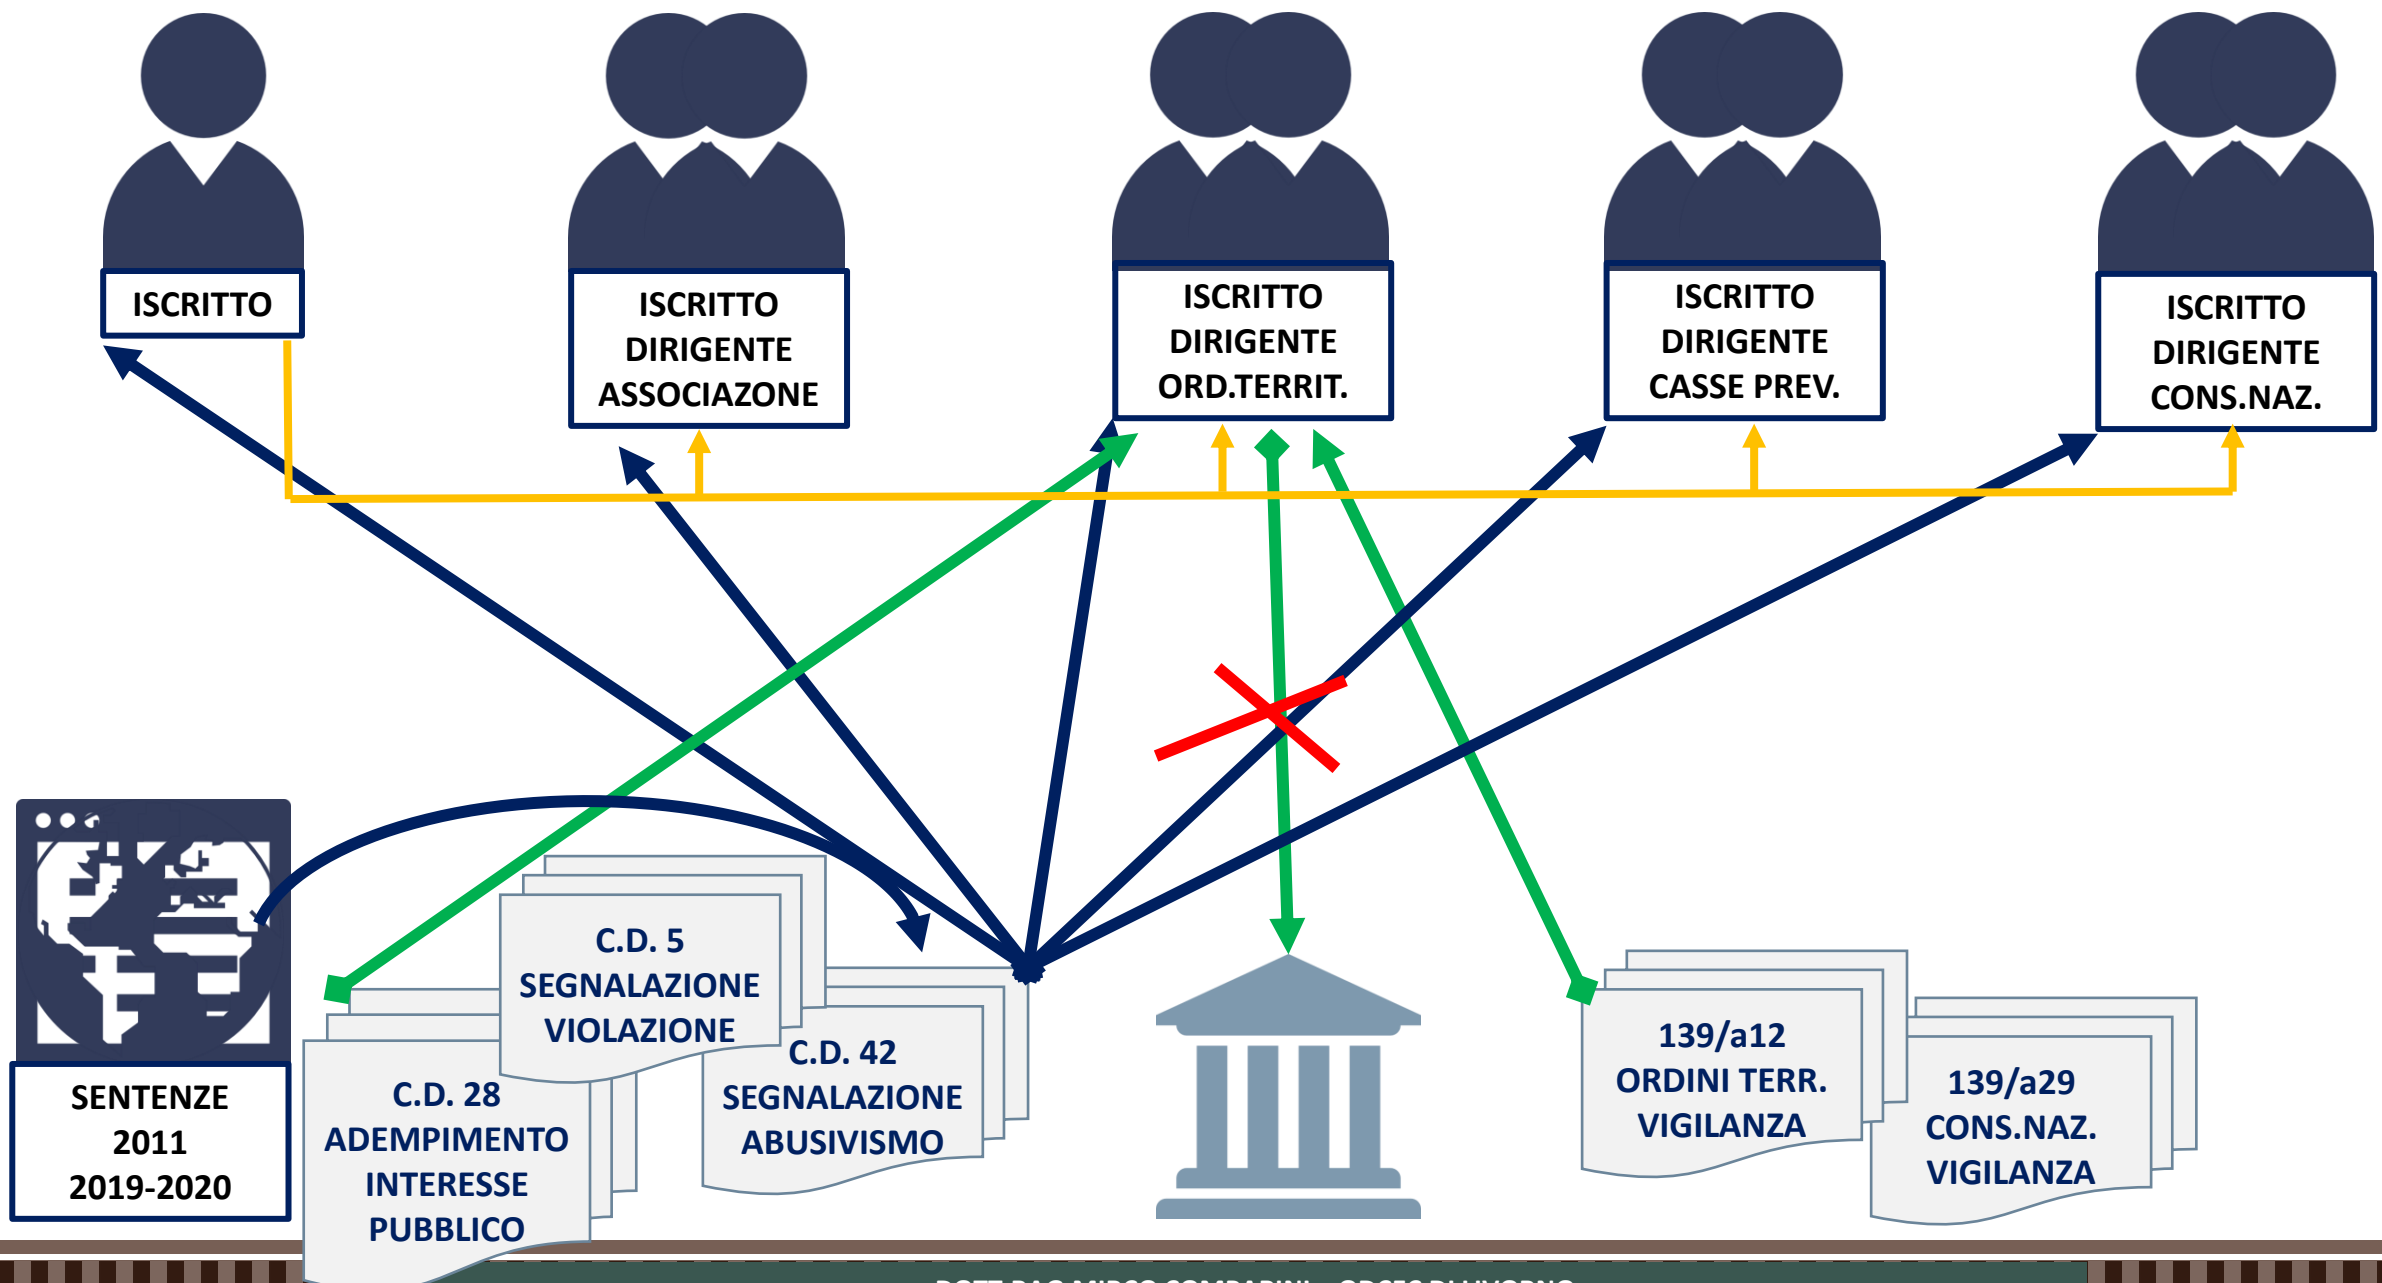 ISCRITTO
ISCRITTO
DIRIGENTE
ASSOCIAZONE
ISCRITTO
DIRIGENTE
ORD.TERRIT.
ISCRITTO
DIRIGENTE
CASSE PREV.
ISCRITTO
DIRIGENTE
CONS.NAZ.
SENTENZE
2011
2019-2020
C.D. 28
ADEMPIMENTO
INTERESSE
PUBBLICO
C.D. 5
SEGNALAZIONE
VIOLAZIONE
C.D. 42
SEGNALAZIONE
ABUSIVISMO
139/a12
ORDINI TERR.
VIGILANZA
139/a29
CONS.NAZ.
VIGILANZA